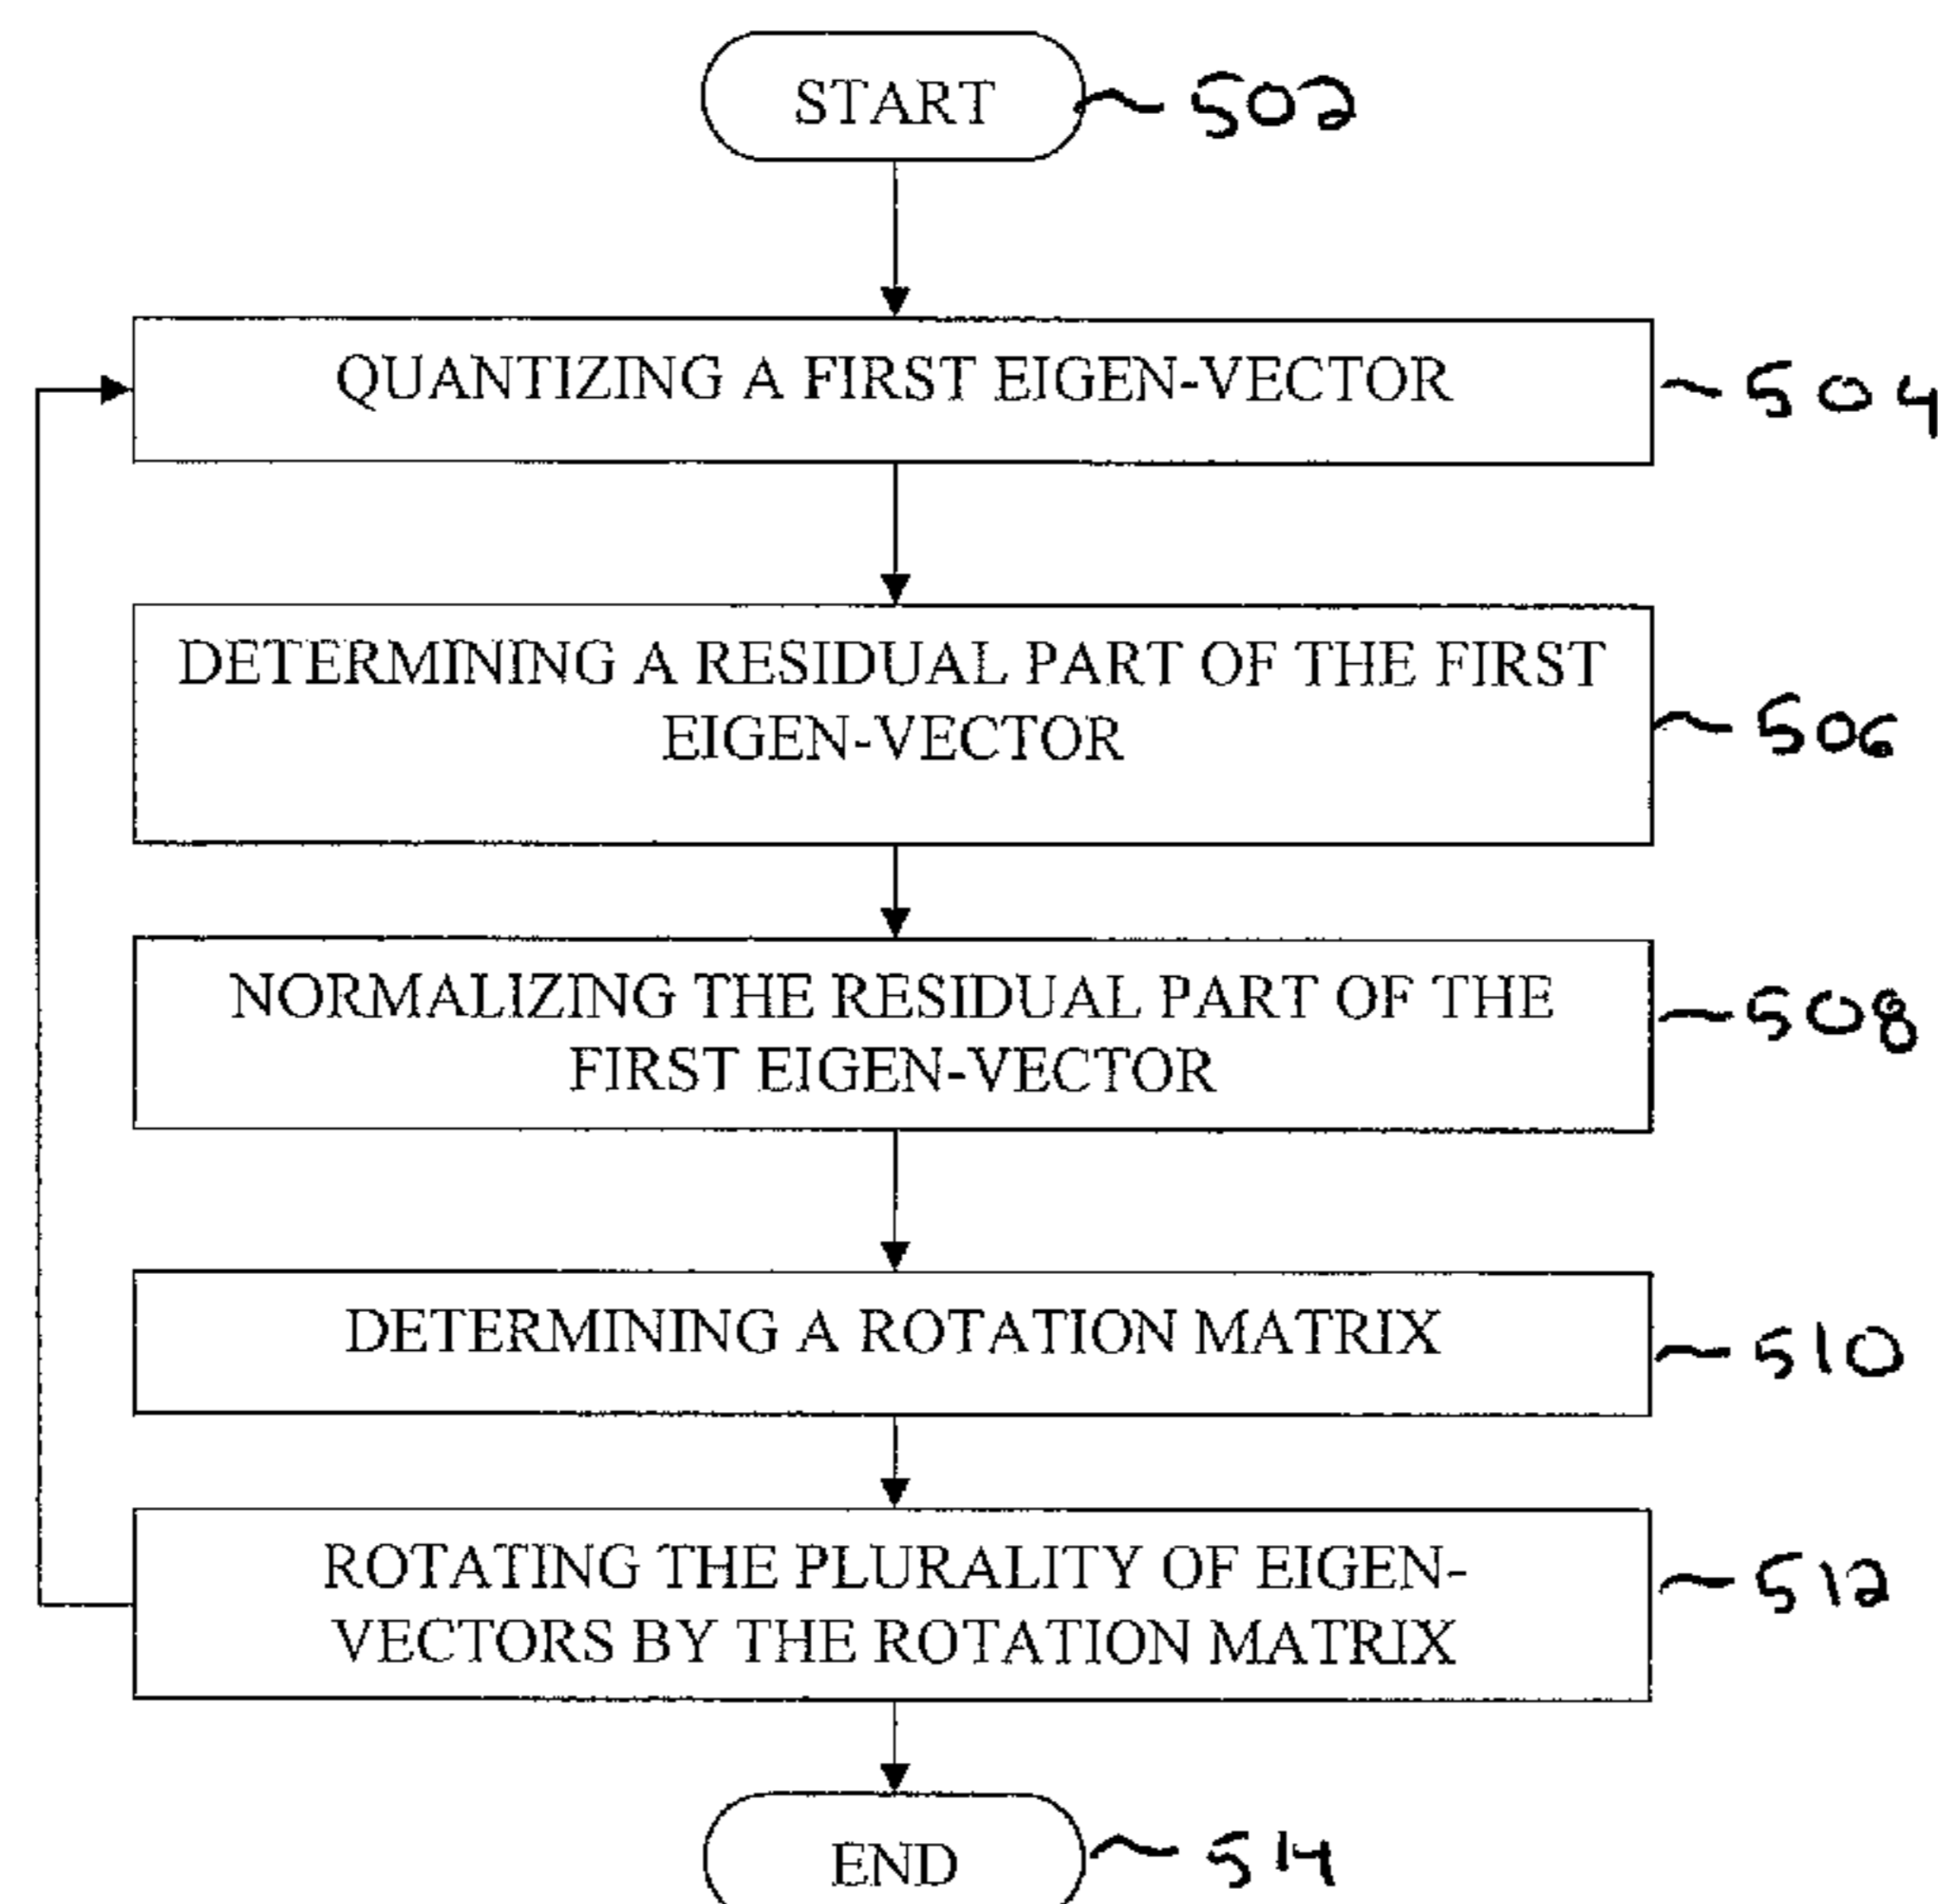 START
502
QUANTIZING A FIRST EIGEN-VECTOR
504
DETERMINING A RESIDUAL PART OF THE FIRST
EIGEN-VECTOR
506
NORMALIZING THE RESIDUAL PART OF THE
FIRST EIGEN-VECTOR
508
DETERMINING A ROTATION MATRIX
510
ROTATING THE PLURALITY OF EIGEN-
VECTORS BY THE ROTATION MATRIX
512
END
514